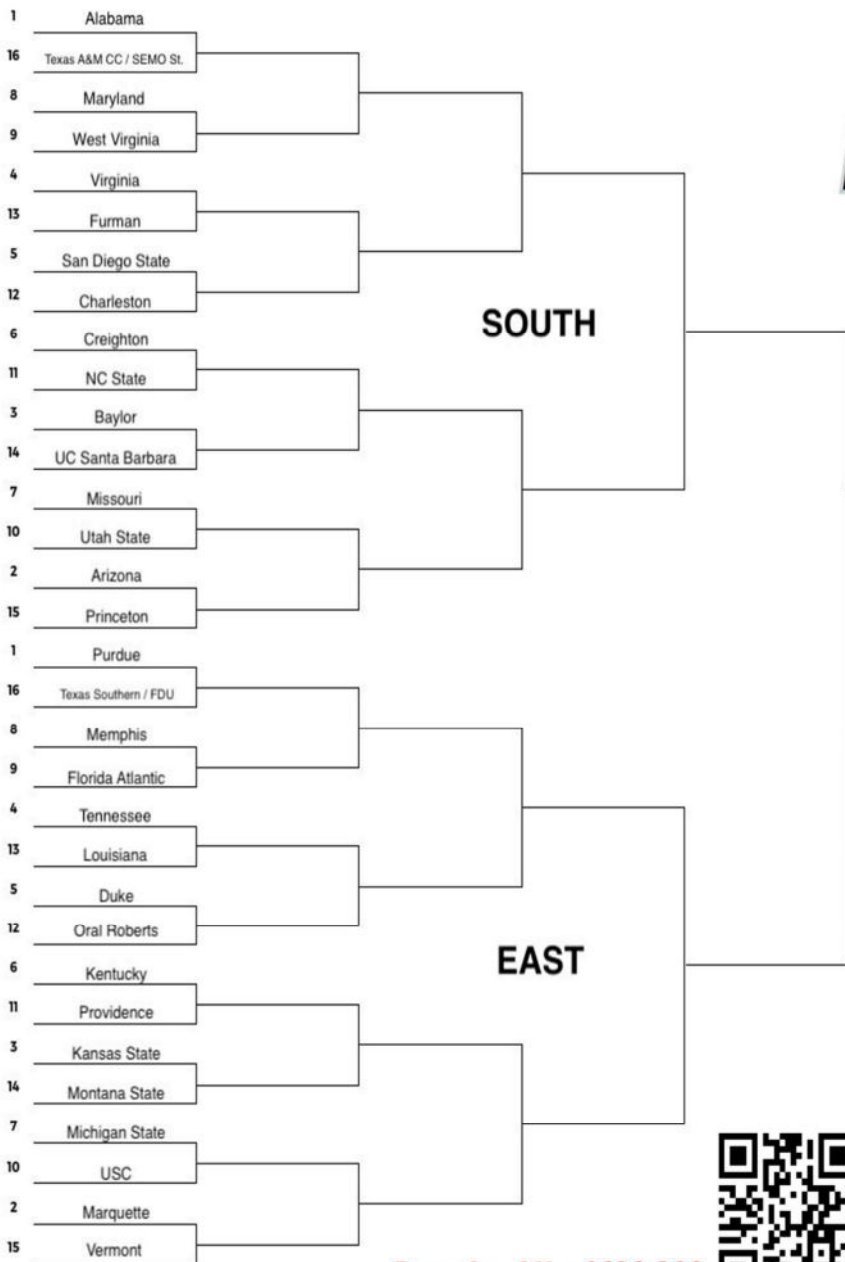 1 Alabama
16 Texas A&M CC / SEMO St.
8 Maryland
9 West Virginia
4 Virginia
13 Furman
5 San Diego State
12 Charleston
SOUTH
6 Creighton
11 NC State
3 Baylor
14 UC Santa Barbara
7 Missouri
10 Utah State
2 Arizona
15 Princeton
1 Purdue
16 Texas Southern / FDU
8 Memphis
9 Florida Atlantic
4 Tennessee
13 Louisiana
5 Duke
12 Oral Roberts
EAST
6 Kentucky
11 Providence
3 Kansas State
14 Montana State
7 Michigan State
10 USC
2 Marquette
15 Vermont